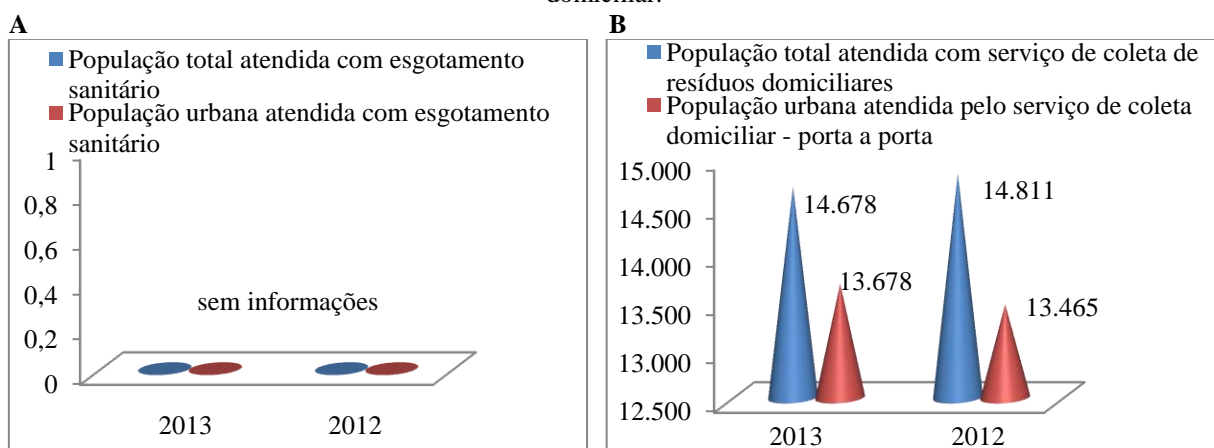 domiciliar.
A
População total atendida com esgotamento
sanitário
População urbana atendida com esgotamento
sanitário
1
0,8
0,6
0,4
0,2
0
sem informações
2013
2012
B
População total atendida com serviço de coleta de
resíduos domiciliares
População urbana atendida pelo serviço de coleta
domiciliar - porta a porta
15.000
14.500
14.000
13.500
13.000
12.500
14.678
13.678
14.811
13.465
2013
2012